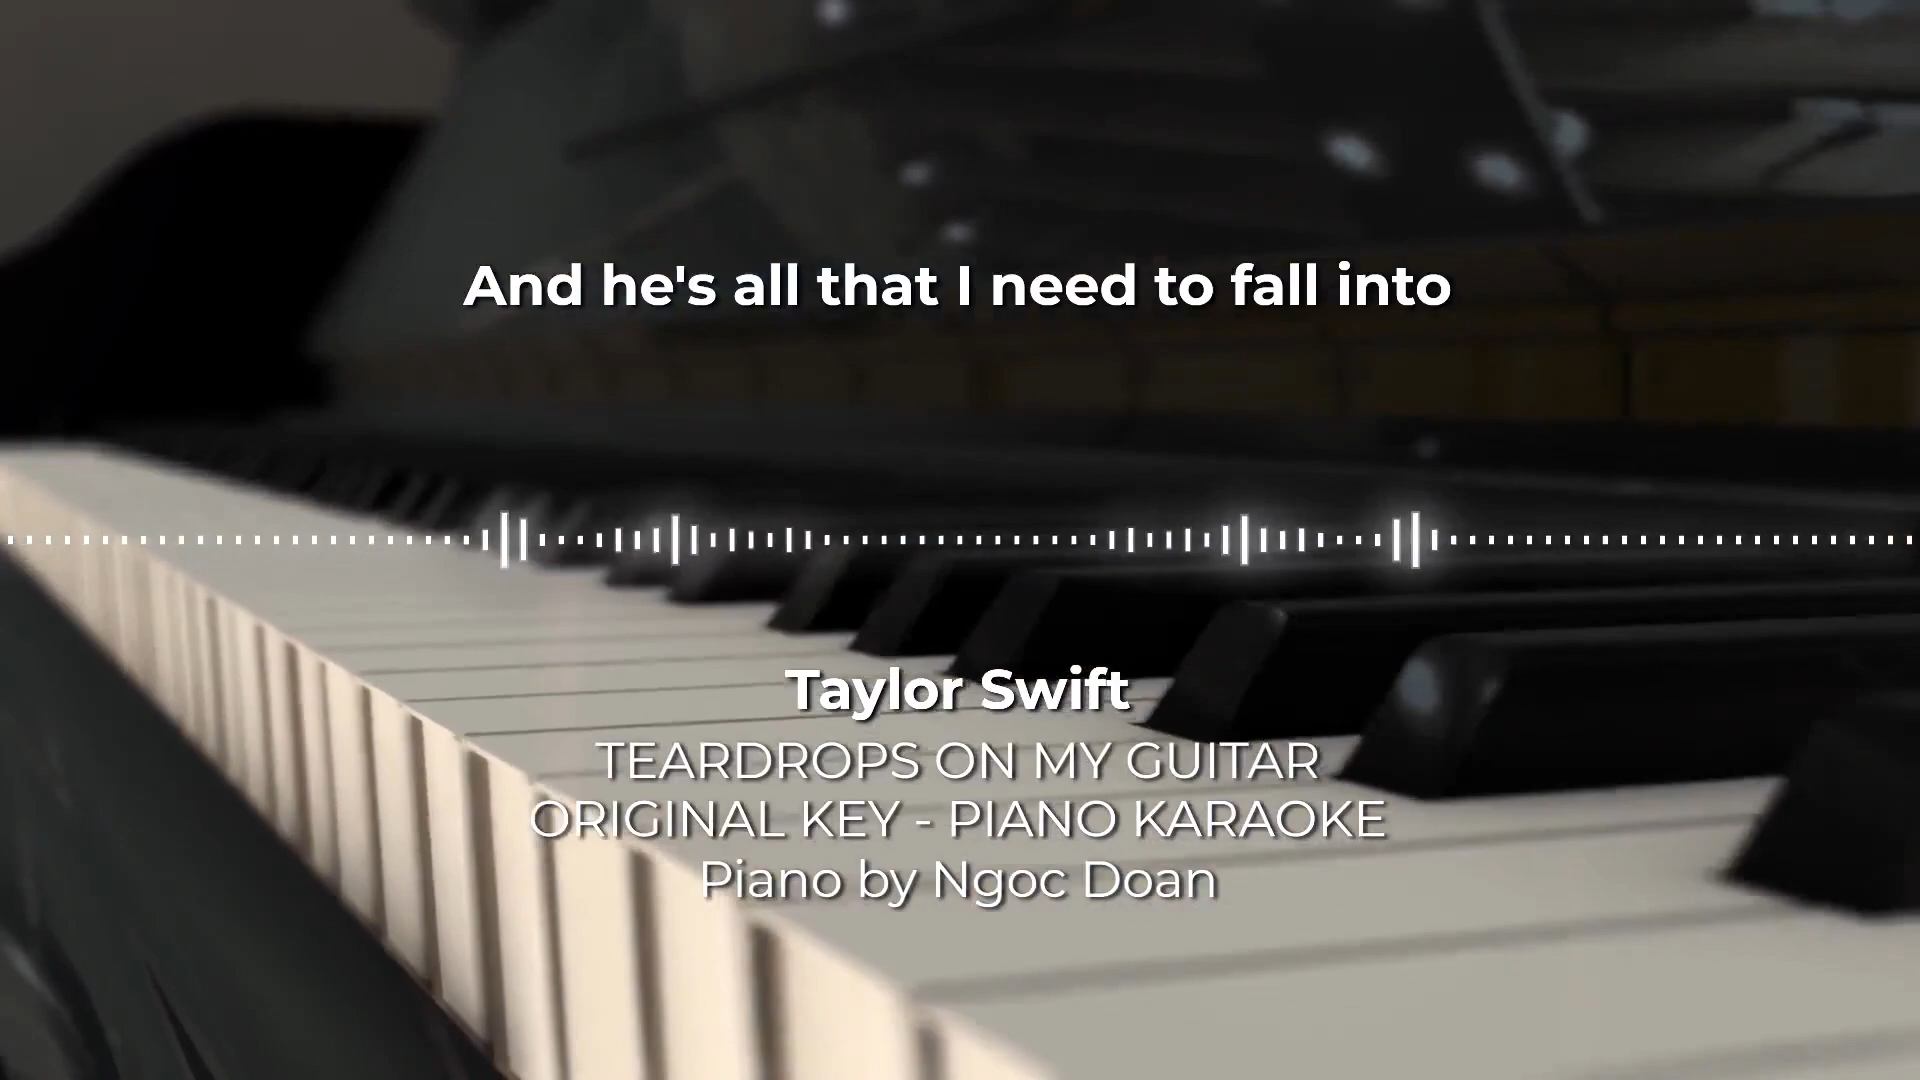 And he's all that I need to fall into
Taylor Swift
TEARDROPS ON MY GUITAR
ORIGINAL KEY - PIANO KARAOKE
Piano by Ngoc Doan